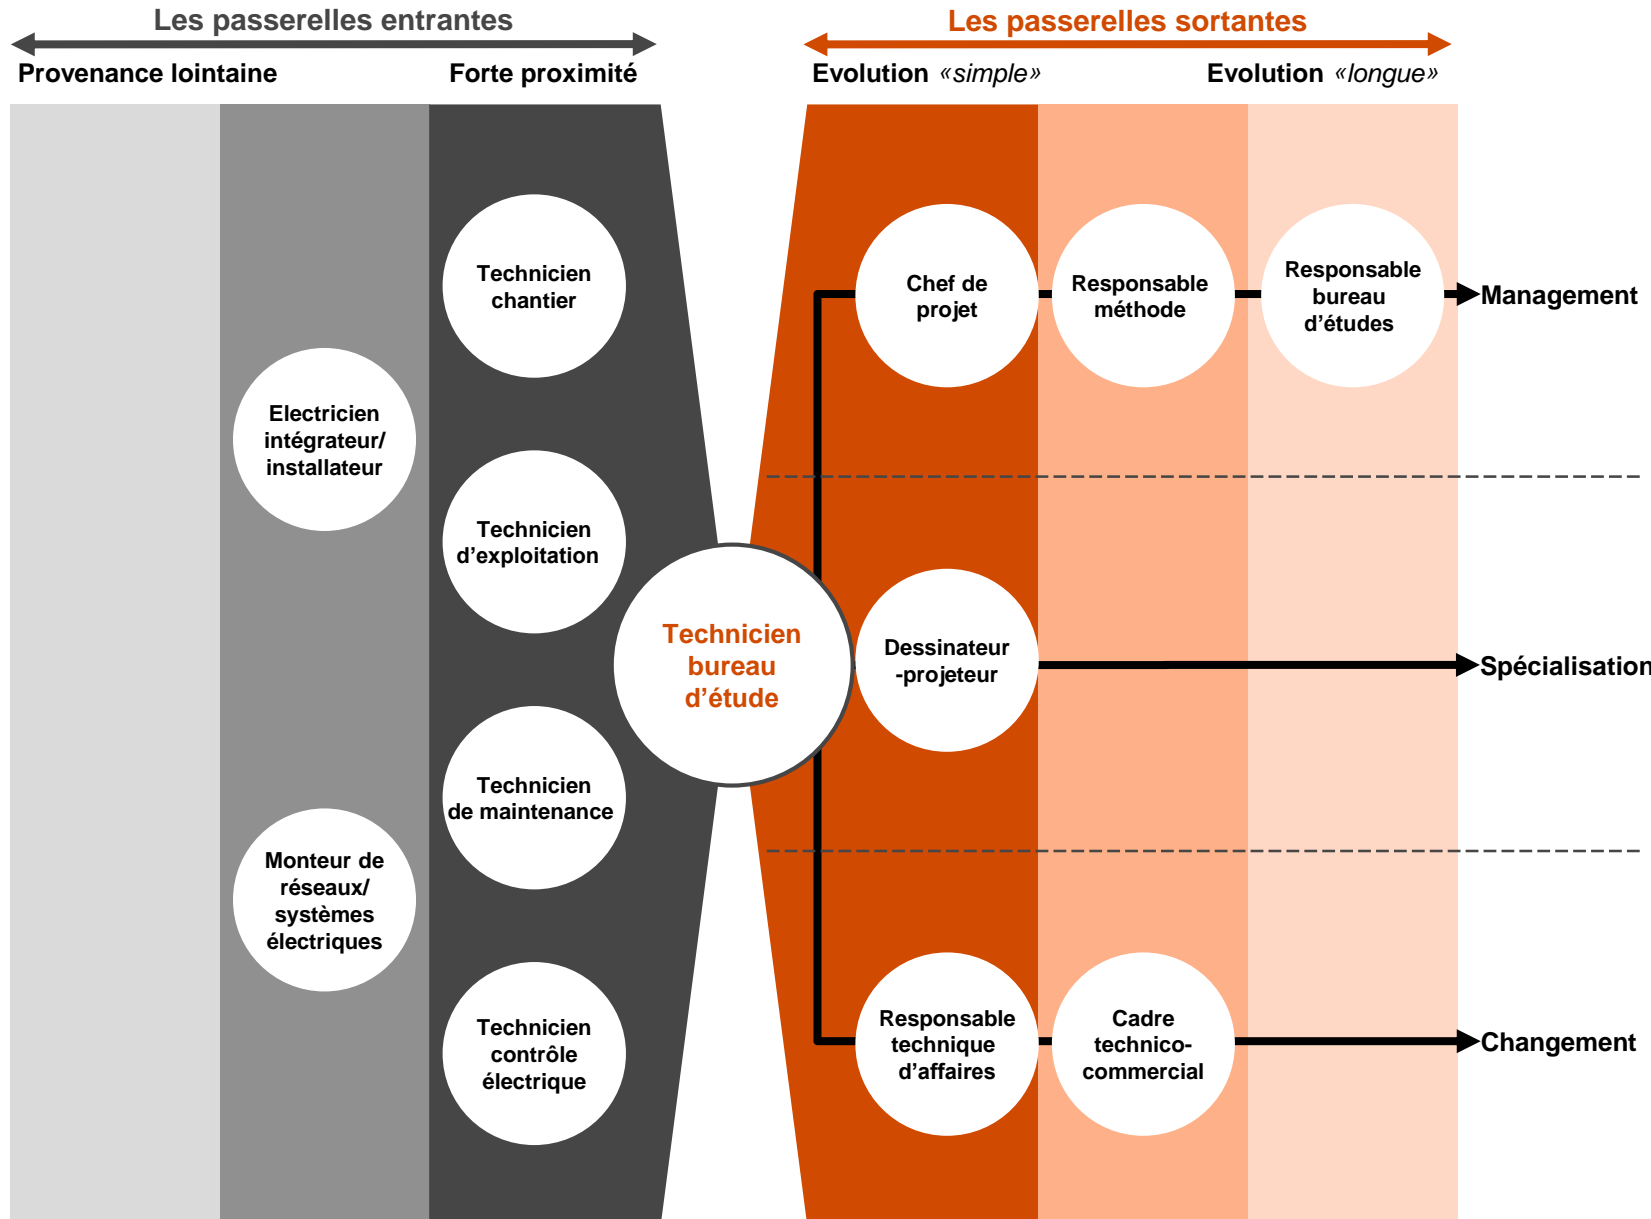 Les passerelles entrantes
Les passerelles sortantes
Provenance lointaine
Forte proximité
Evolution «simple»
Evolution «longue»
Technicien
chantier
Electricien
intégrateur/
installateur
Technicien
d’exploitation
Technicien
de maintenance
Monteur de
réseaux/
systèmes
électriques
Technicien
contrôle
électrique
Technicien
bureau
d’étude
Chef de
projet
Responsable
méthode
Responsable
bureau
d’études
Management
Dessinateur
-projeteur
Spécialisation
Responsable
technique
d’affaires
Cadre
technico-
commercial
Changement